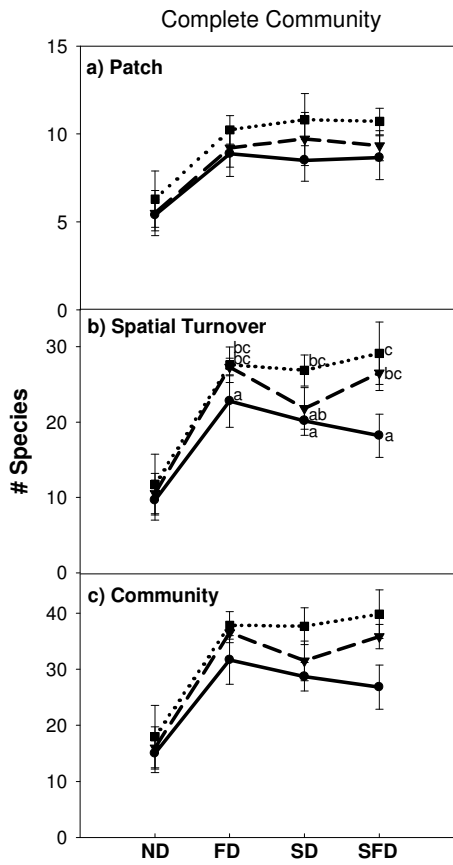 Complete Community
15
a) Patch
10
5
0
b) Spatial Turnover
30
bc
bc
bc
c
bc
20
a
ab
a
a
10
0
# Species
c) Community
40
30
20
10
0
ND FD SD SFD